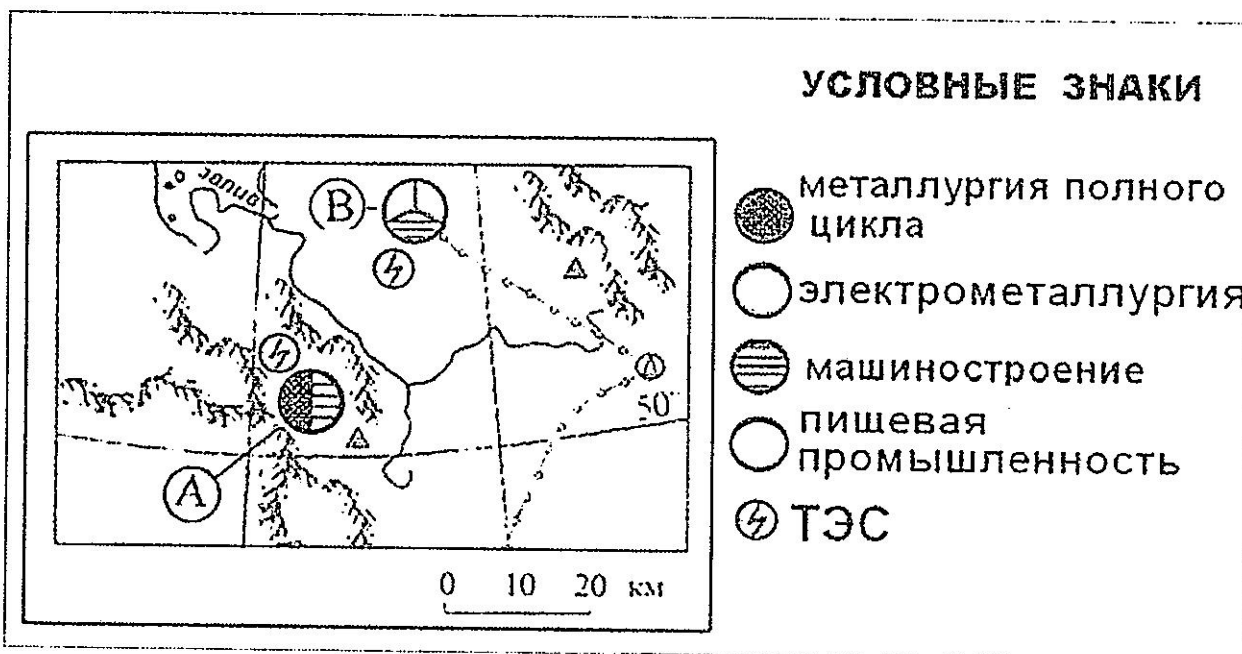 УСЛОВНЫЕ ЗНАКИ
залив
В
металлургия полного
цикла
электрометаллургия
машиностроение
50°
пищевая
промышленность
А
ТЭС
0 10 20 км